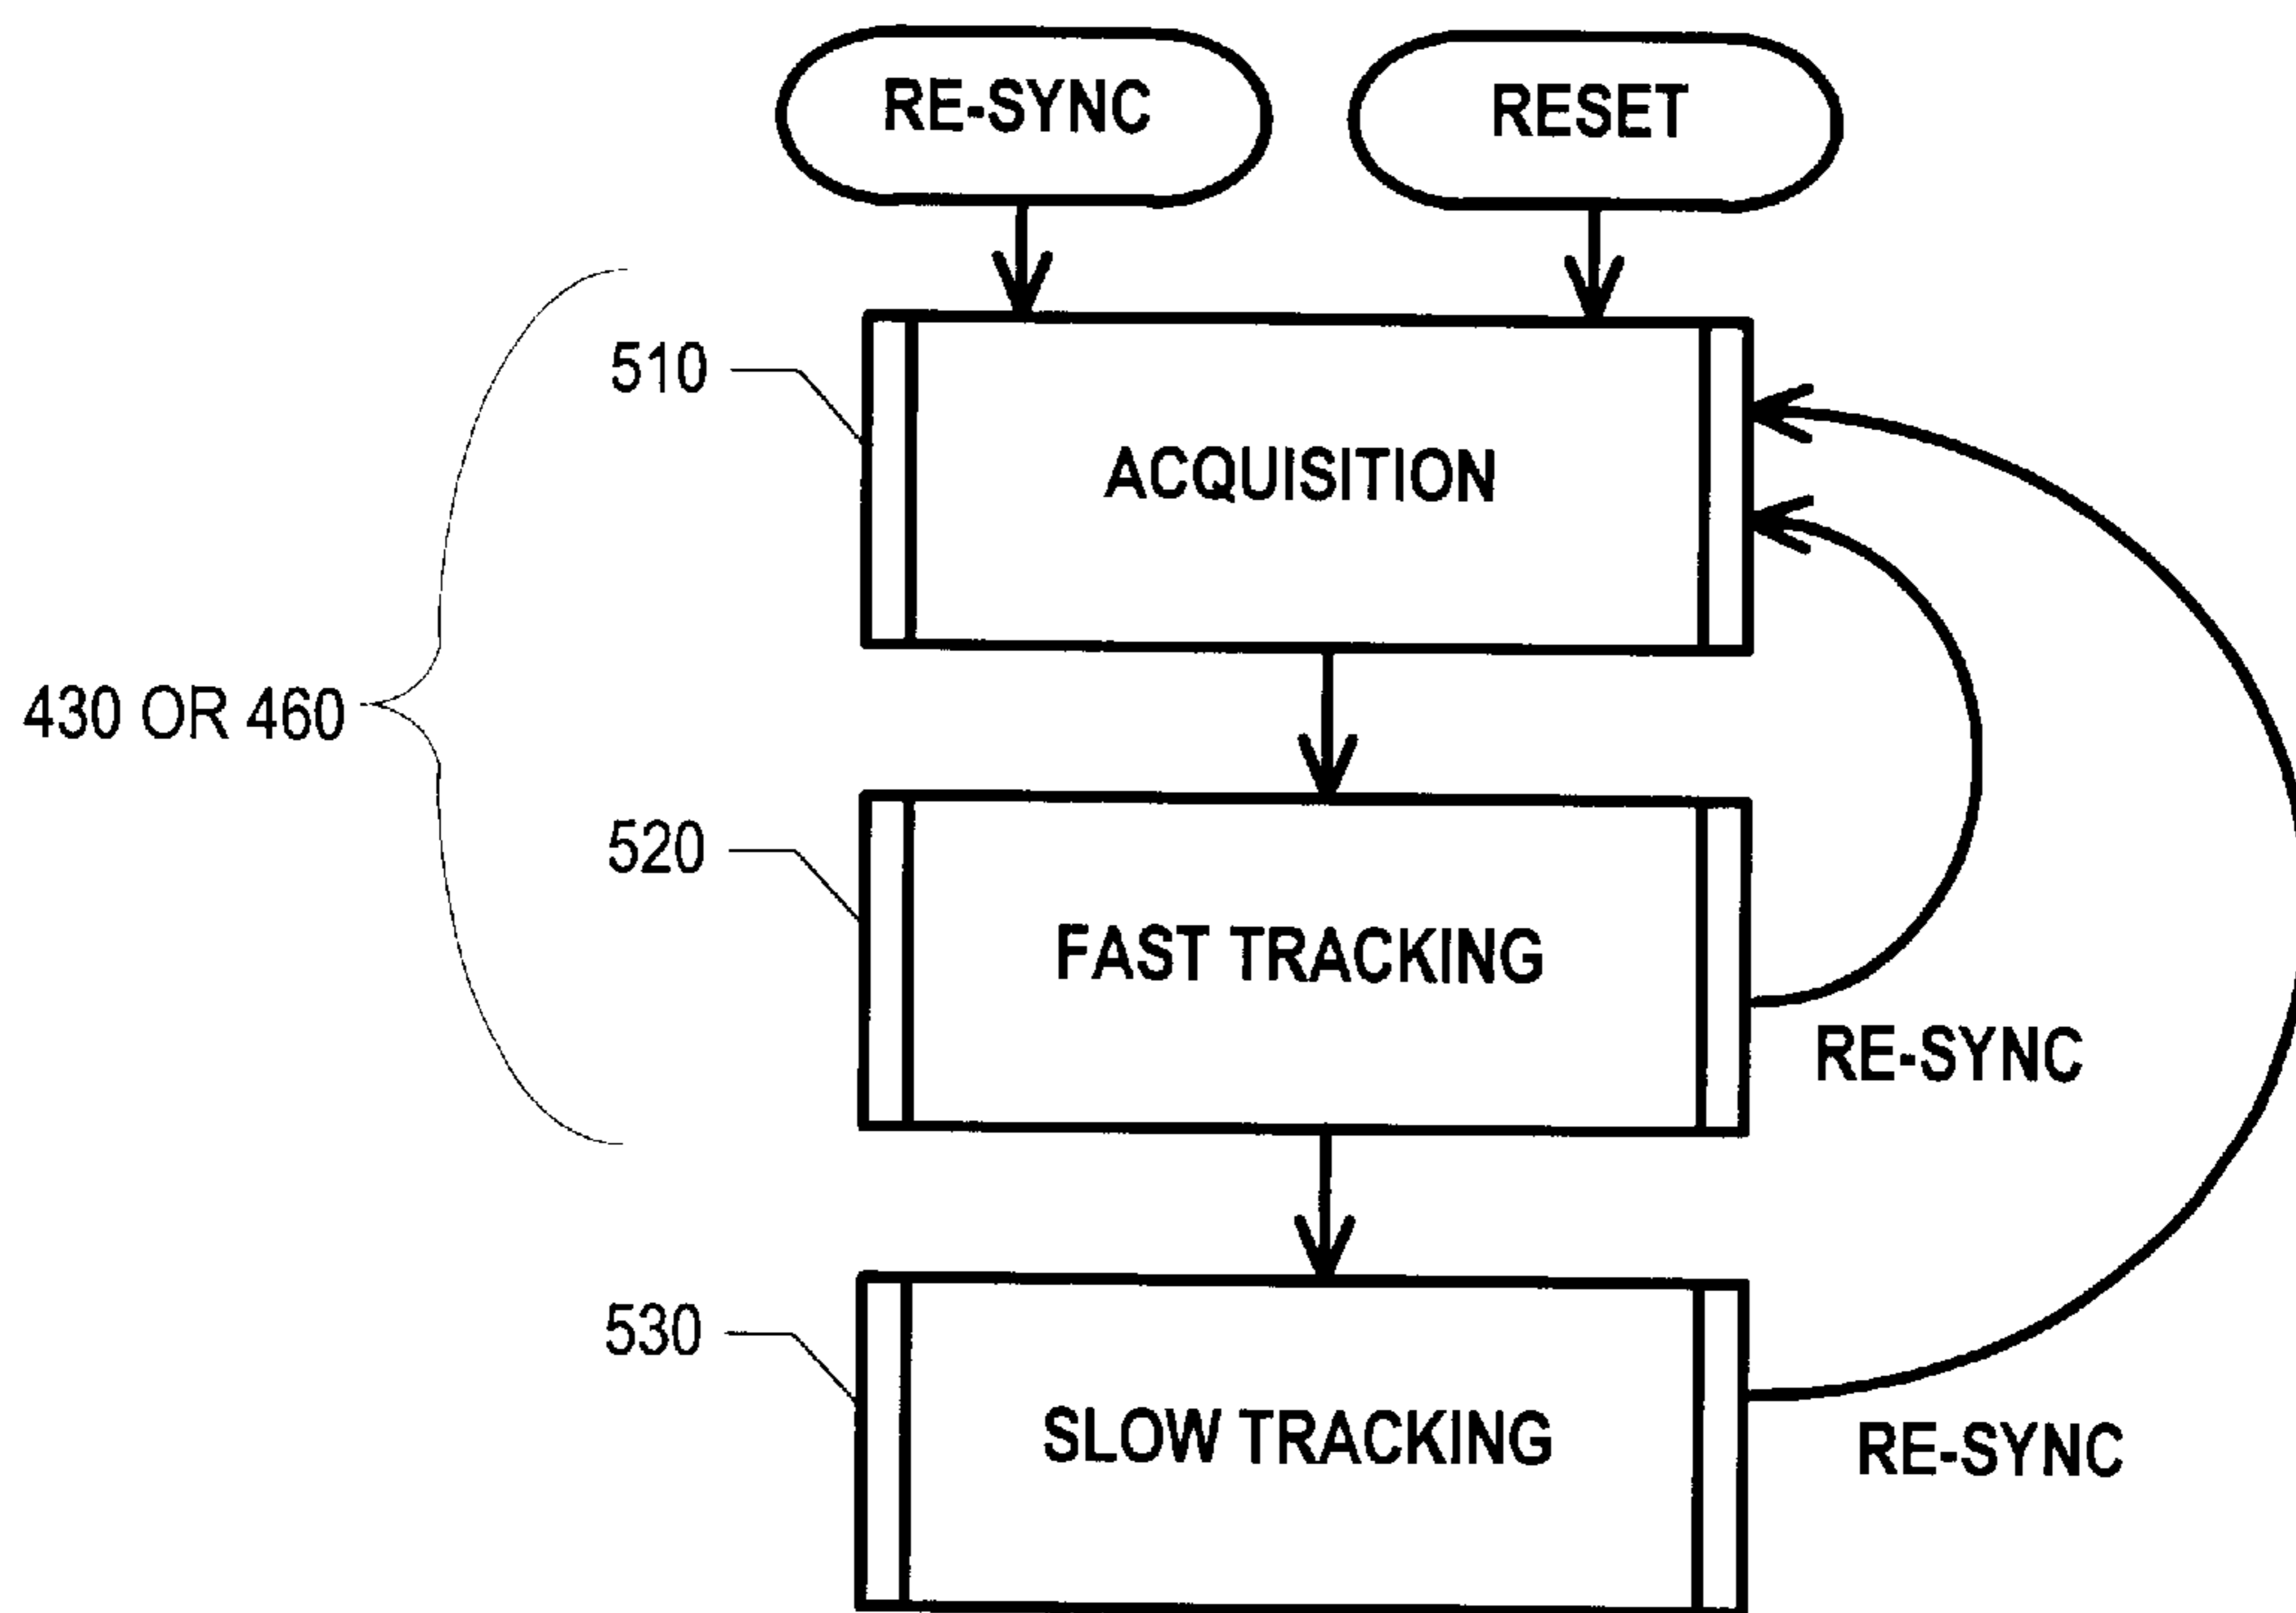 RE-SYNC
RESET
510
ACQUISITION
430 OR 460
520
FAST TRACKING
RE-SYNC
530
SLOW TRACKING
RE-SYNC